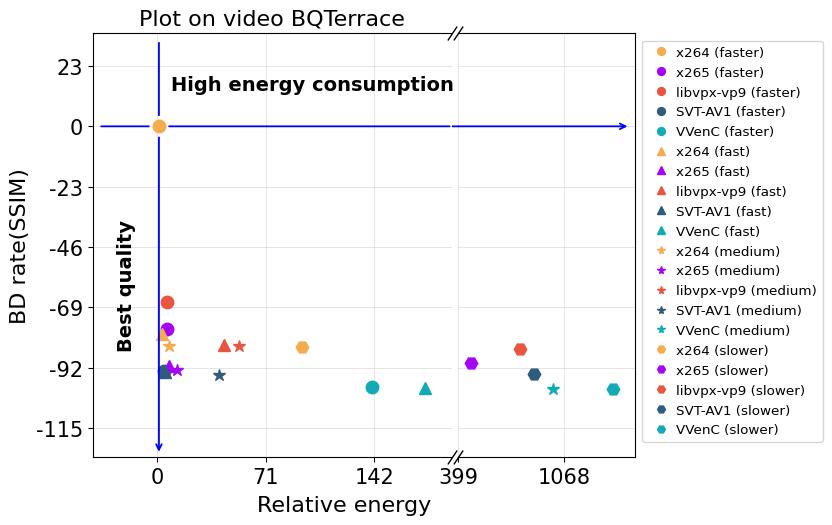 Plot on video BQTerrace
High energy consumption
Best quality
BD rate(SSIM)
23
0
-23
-46
-69
-92
-115
0
71
142
399
1068
Relative energy
x264 (faster)
x265 (faster)
libvpx-vp9 (faster)
SVT-AV1 (faster)
VVenC (faster)
x264 (fast)
x265 (fast)
libvpx-vp9 (fast)
SVT-AV1 (fast)
VVenC (fast)
x264 (medium)
x265 (medium)
libvpx-vp9 (medium)
SVT-AV1 (medium)
VVenC (medium)
x264 (slower)
x265 (slower)
libvpx-vp9 (slower)
SVT-AV1 (slower)
VVenC (slower)